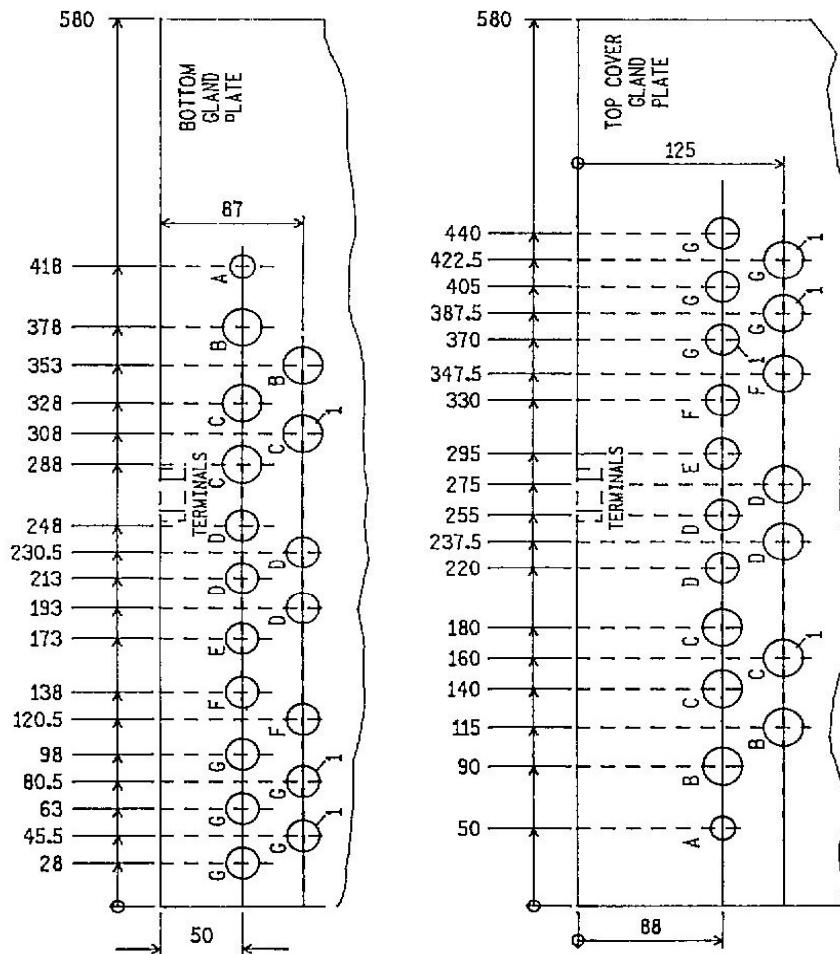 580
BOTTOM
GLAND
PLATE
87
418 A
378 B
353 B
328 C
308 C 1
288 C
TERMINALS
248 D
230.5 D
213 D
193 D
173 E
138 F
120.5 F
98 G
80.5 G 1
63 G
45.5 G 1
28 G
50
580
TOP COVER
GLAND
PLATE
125
440 G
422.5 G 1
405 G
387.5 G 1
370 G 1
347.5 F
330 F
295 E
275 D
TERMINALS
255 D
237.5 D
220 D
180 C
160 C 1
140 C
115 B
90 B
50 A
88